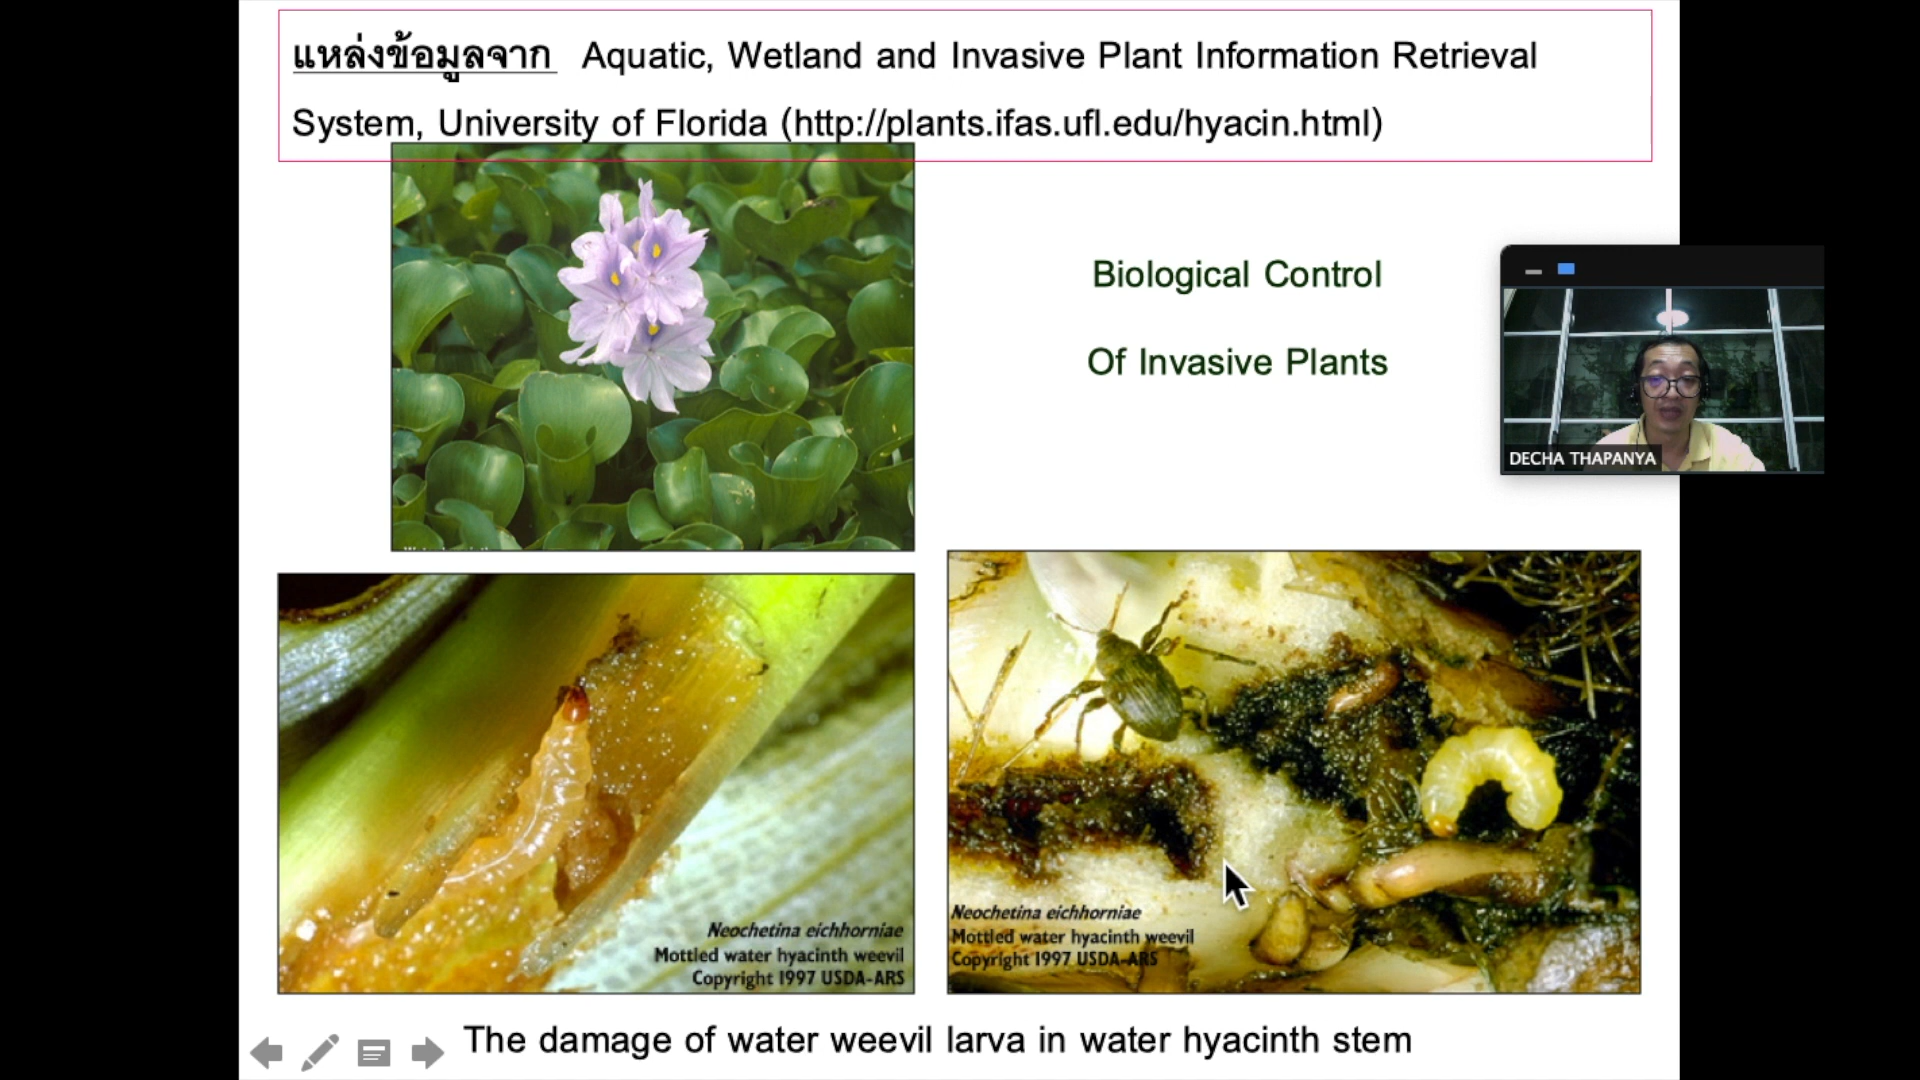 แหล่งข้อมูลจาก Aquatic, Wetland and Invasive Plant Information Retrieval
System, University of Florida (http://plants.ifas.ufl.edu/hyacin.html)
Biological Control
Of Invasive Plants
DECHA THAPANYA
Neochetina eichhorniae
Mottled water hyacinth weevil
Copyright 1997 USDA-ARS
Neochetina eichhorniae
Mottled water hyacinth weevil
Copyright 1997 USDA-ARS
The damage of water weevil larva in water hyacinth stem